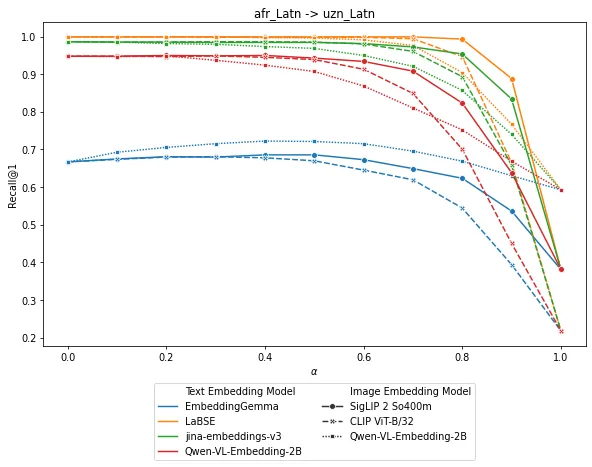 afr_Latn -> uzn_Latn
Recall@1
1.0
0.9
0.8
0.7
0.6
0.5
0.4
0.3
0.2
0.0 0.2 0.4 0.6 0.8 1.0
α
Text Embedding Model
EmbeddingGemma
LaBSE
jina-embeddings-v3
Qwen-VL-Embedding-2B
Image Embedding Model
SigLIP 2 So400m
CLIP ViT-B/32
Qwen-VL-Embedding-2B